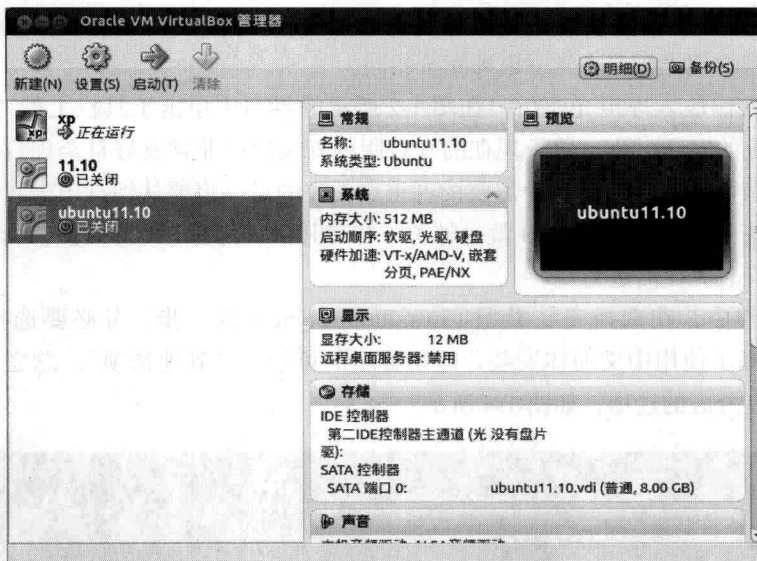 Oracle VM VirtualBox 管理器
新建(N) 设置(S) 启动(T) 清除
明细(D) 备份(S)
xp
正在运行
11.10
已关闭
ubuntu11.10
已关闭
常规
名称: ubuntu11.10
系统类型: Ubuntu
系统
内存大小: 512 MB
启动顺序: 软驱, 光驱, 硬盘
硬件加速: VT-x/AMD-V, 嵌套
分页, PAE/NX
预览
ubuntu11.10
显示
显存大小: 12 MB
远程桌面服务器: 禁用
存储
IDE 控制器
第二IDE控制器主通道 (光 没有盘片
驱):
SATA 控制器
SATA 端口 0: ubuntu11.10.vdi (普通, 8.00 GB)
声音